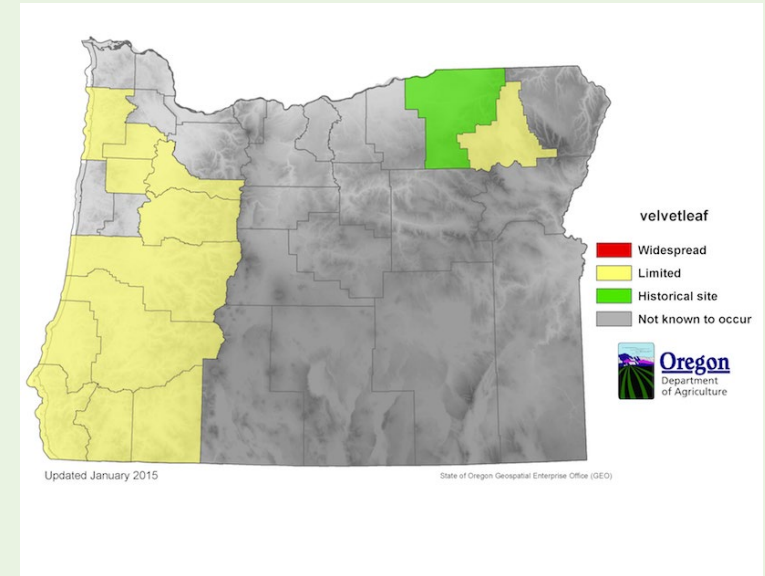 velvetleaf
Widespread
Limited
Historical site
Not known to occur
Oregon
Department
of Agriculture
Updated January 2015
State of Oregon Geospatial Enterprise Office (GEO)